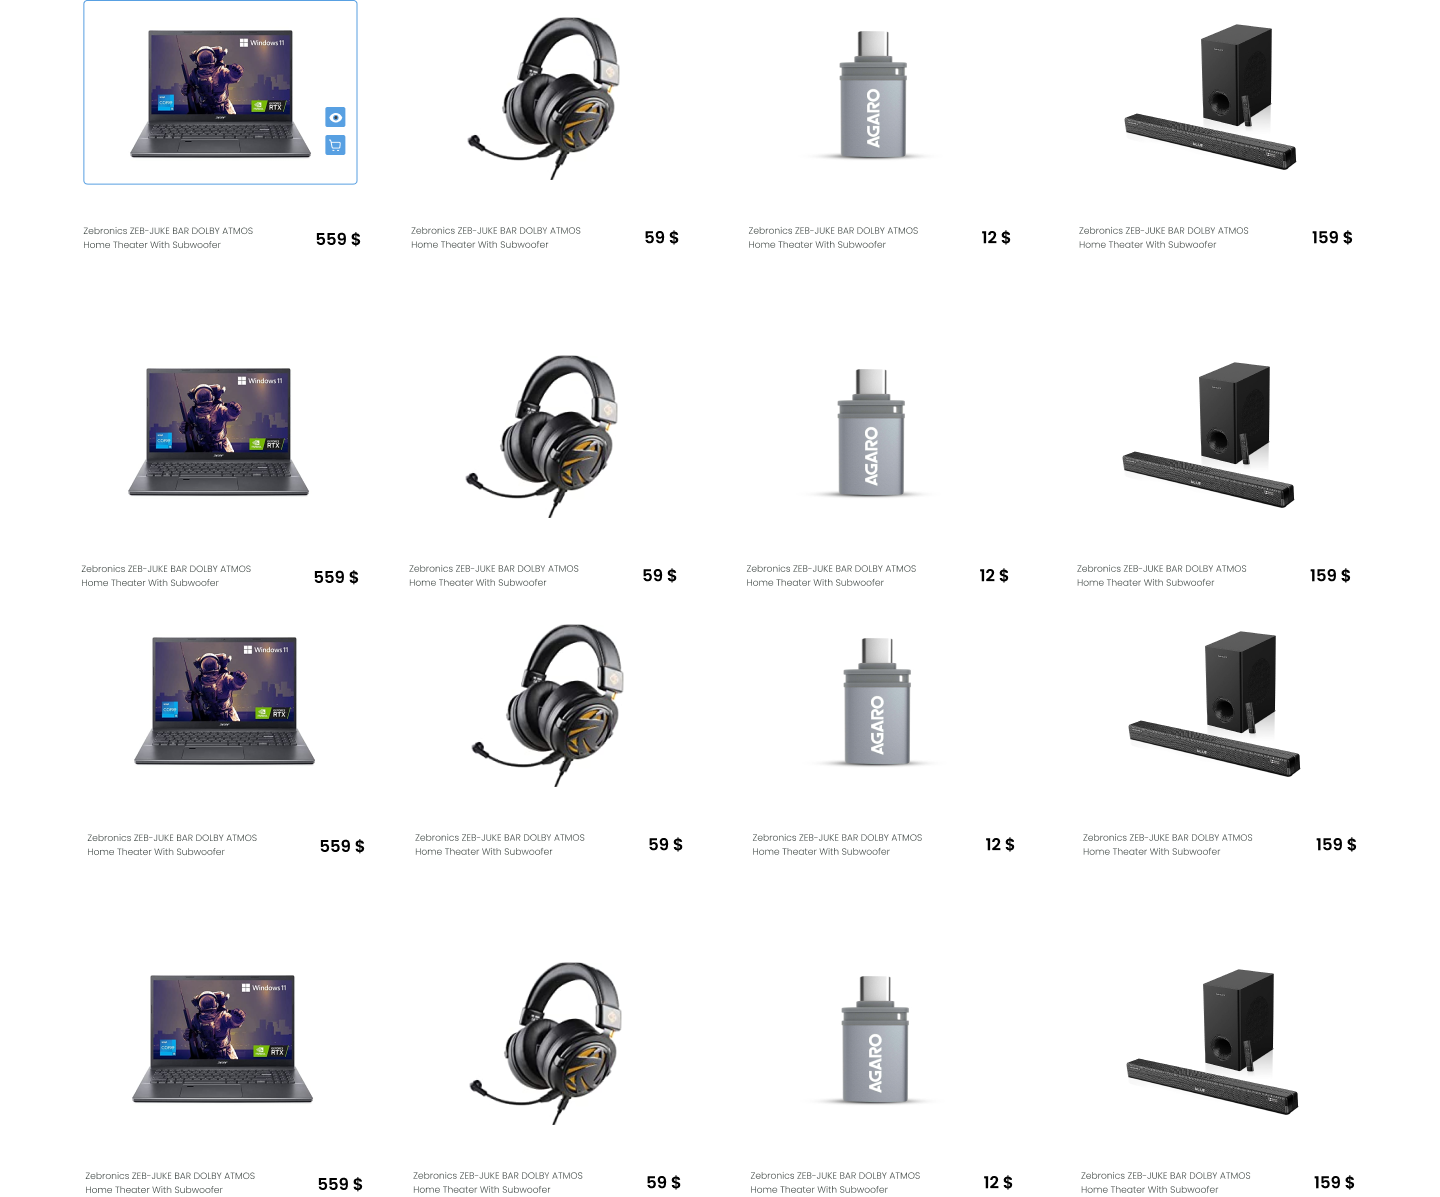 Windows 11
CORE
RTX
acer
AGARO
Zebronics ZEB-JUKE BAR DOLBY ATMOS
Home Theater With Subwoofer
559 $
Zebronics ZEB-JUKE BAR DOLBY ATMOS
Home Theater With Subwoofer
59 $
Zebronics ZEB-JUKE BAR DOLBY ATMOS
Home Theater With Subwoofer
12 $
Zebronics ZEB-JUKE BAR DOLBY ATMOS
Home Theater With Subwoofer
159 $
Windows 11
CORE
RTX
acer
AGARO
Zebronics ZEB-JUKE BAR DOLBY ATMOS
Home Theater With Subwoofer
559 $
Zebronics ZEB-JUKE BAR DOLBY ATMOS
Home Theater With Subwoofer
59 $
Zebronics ZEB-JUKE BAR DOLBY ATMOS
Home Theater With Subwoofer
12 $
Zebronics ZEB-JUKE BAR DOLBY ATMOS
Home Theater With Subwoofer
159 $
Windows 11
CORE
RTX
acer
AGARO
Zebronics ZEB-JUKE BAR DOLBY ATMOS
Home Theater With Subwoofer
559 $
Zebronics ZEB-JUKE BAR DOLBY ATMOS
Home Theater With Subwoofer
59 $
Zebronics ZEB-JUKE BAR DOLBY ATMOS
Home Theater With Subwoofer
12 $
Zebronics ZEB-JUKE BAR DOLBY ATMOS
Home Theater With Subwoofer
159 $
Windows 11
CORE
RTX
acer
AGARO
Zebronics ZEB-JUKE BAR DOLBY ATMOS
Home Theater With Subwoofer
559 $
Zebronics ZEB-JUKE BAR DOLBY ATMOS
Home Theater With Subwoofer
59 $
Zebronics ZEB-JUKE BAR DOLBY ATMOS
Home Theater With Subwoofer
12 $
Zebronics ZEB-JUKE BAR DOLBY ATMOS
Home Theater With Subwoofer
159 $